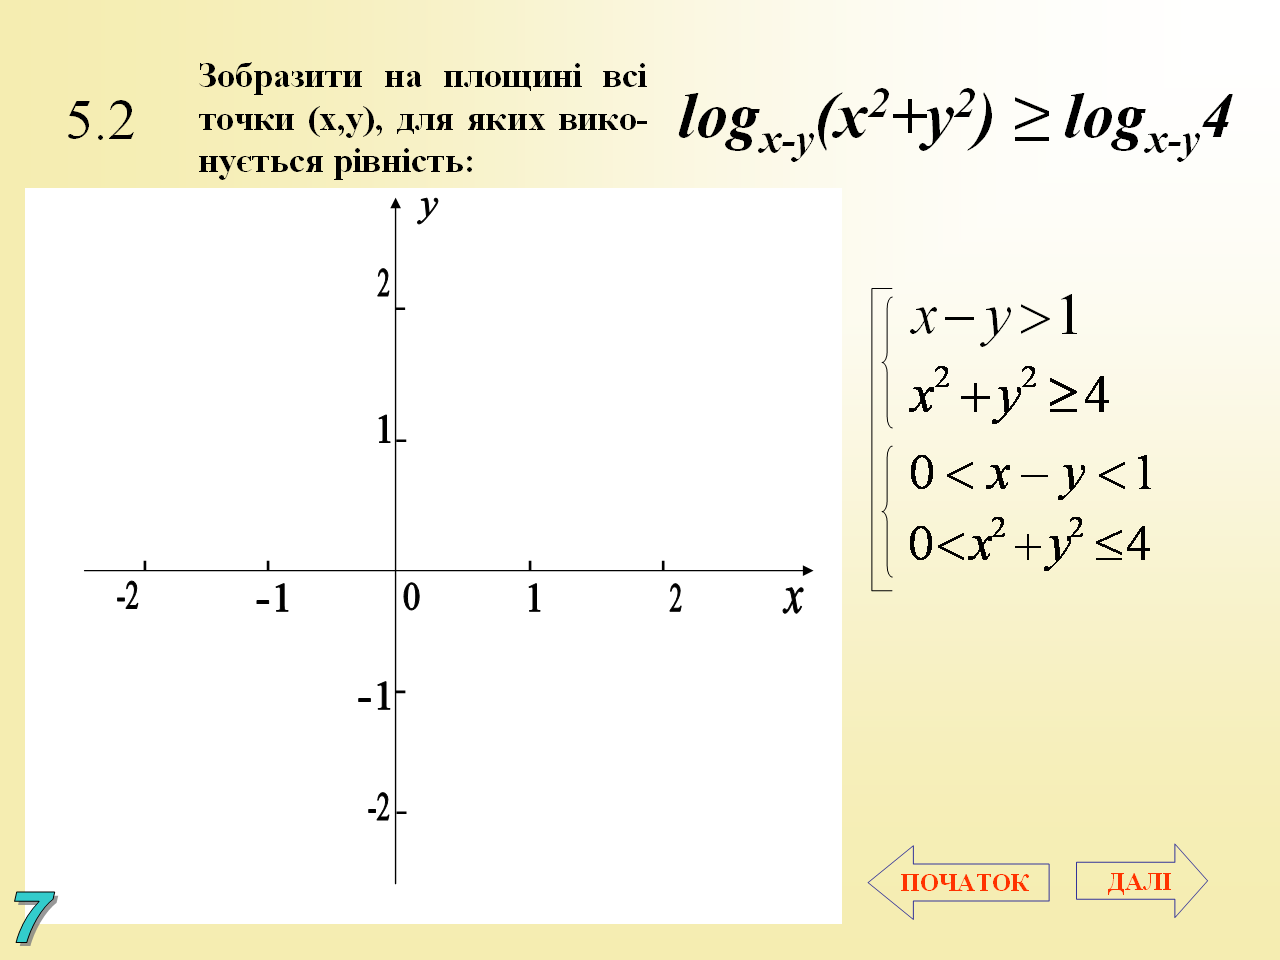 5.2
Зобразити на площині всі
точки (х,у), для яких вико-
нується рівність:
logx-y(x²+y²) ≥ logx-y4
y
2
1
-2 -1 0 1 2 x
-1
-2
x − y > 1
x² + y² ≥ 4
0 < x − y < 1
0<x² + y² ≤ 4
ПОЧАТОК
ДАЛІ
7